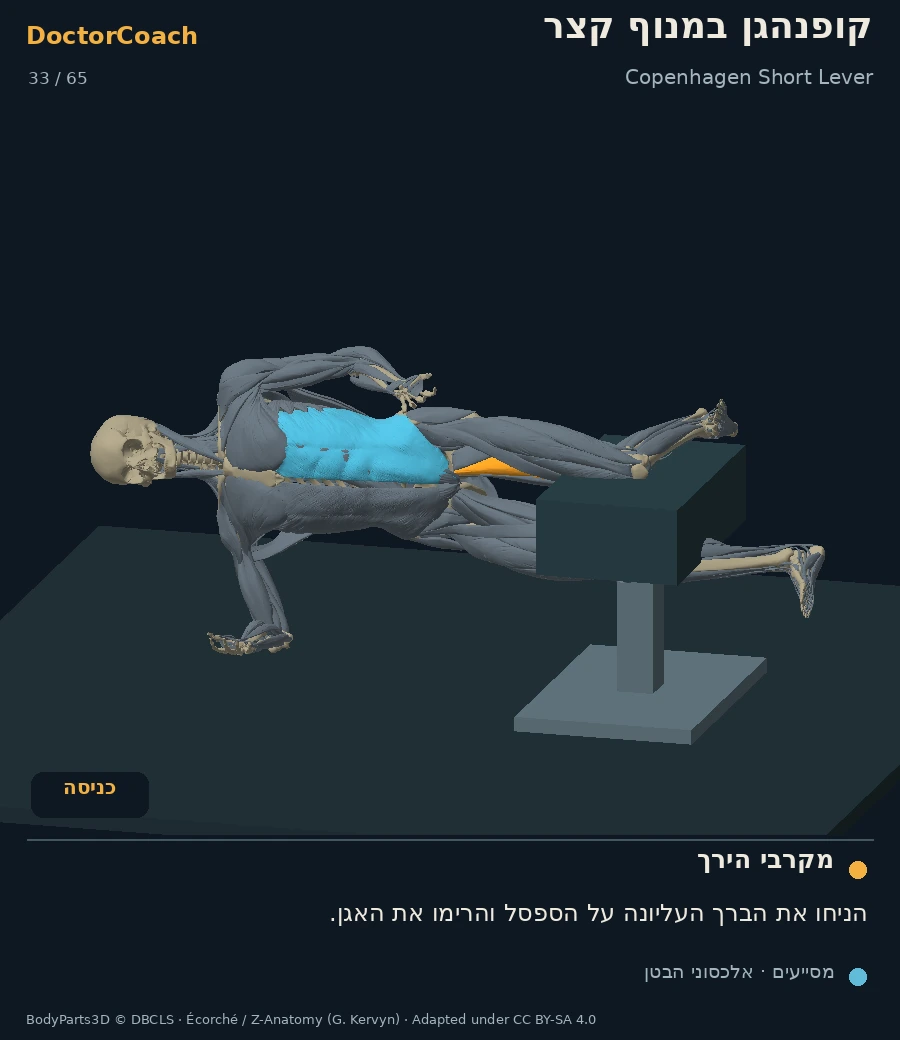 קופנהגן במנוף קצר
DoctorCoach
Copenhagen Short Lever
33 / 65
כניסה
מקרבי הירך
הניחו את הברך העליונה על הספסל והרימו את האגן.
מסייעים · אלכסוני הבטן
BodyParts3D © DBCLS · Écorché / Z-Anatomy (G. Kervyn) · Adapted under CC BY-SA 4.0